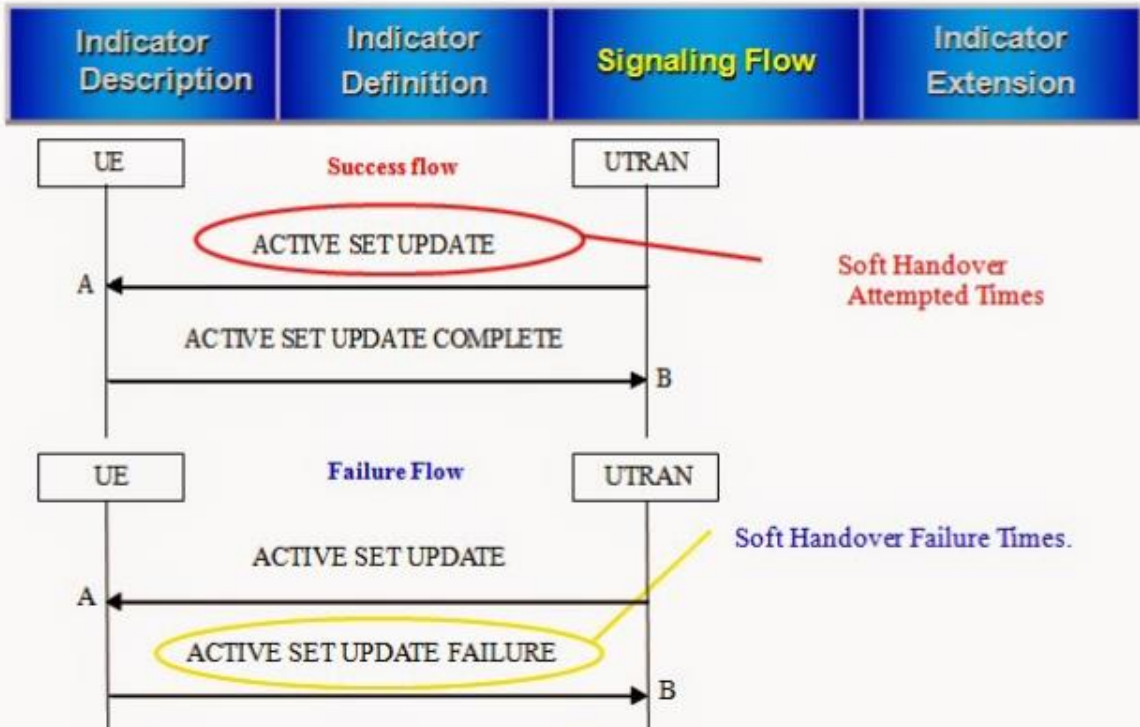 Indicator
Description
Indicator
Definition
Signaling Flow
Indicator
Extension
UE
Success flow
UTRAN
ACTIVE SET UPDATE
Soft Handover
Attempted Times
A
ACTIVE SET UPDATE COMPLETE
B
UE
Failure Flow
UTRAN
Soft Handover Failure Times.
ACTIVE SET UPDATE
A
ACTIVE SET UPDATE FAILURE
B